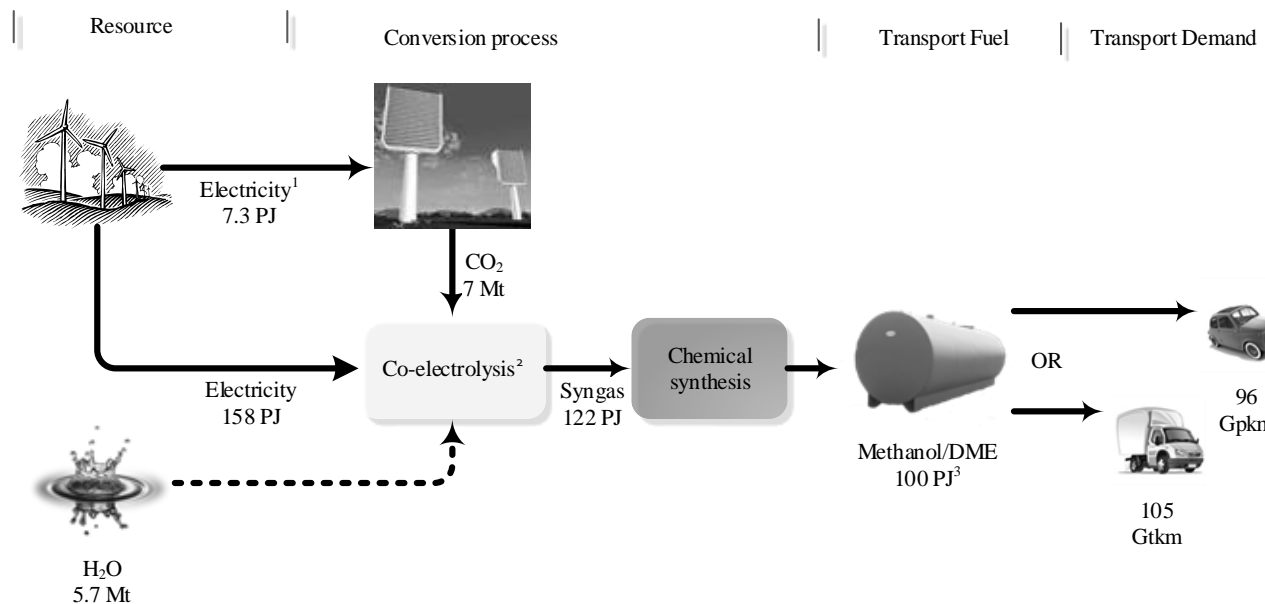 Resource
Conversion process
Transport Fuel
Transport Demand
Electricity¹
7.3 PJ
CO₂
7 Mt
Co-electrolysis²
Electricity
158 PJ
Syngas
122 PJ
Chemical
synthesis
OR
Methanol/DME
100 PJ³
96
Gpkm
105
Gtkm
H₂O
5.7 Mt